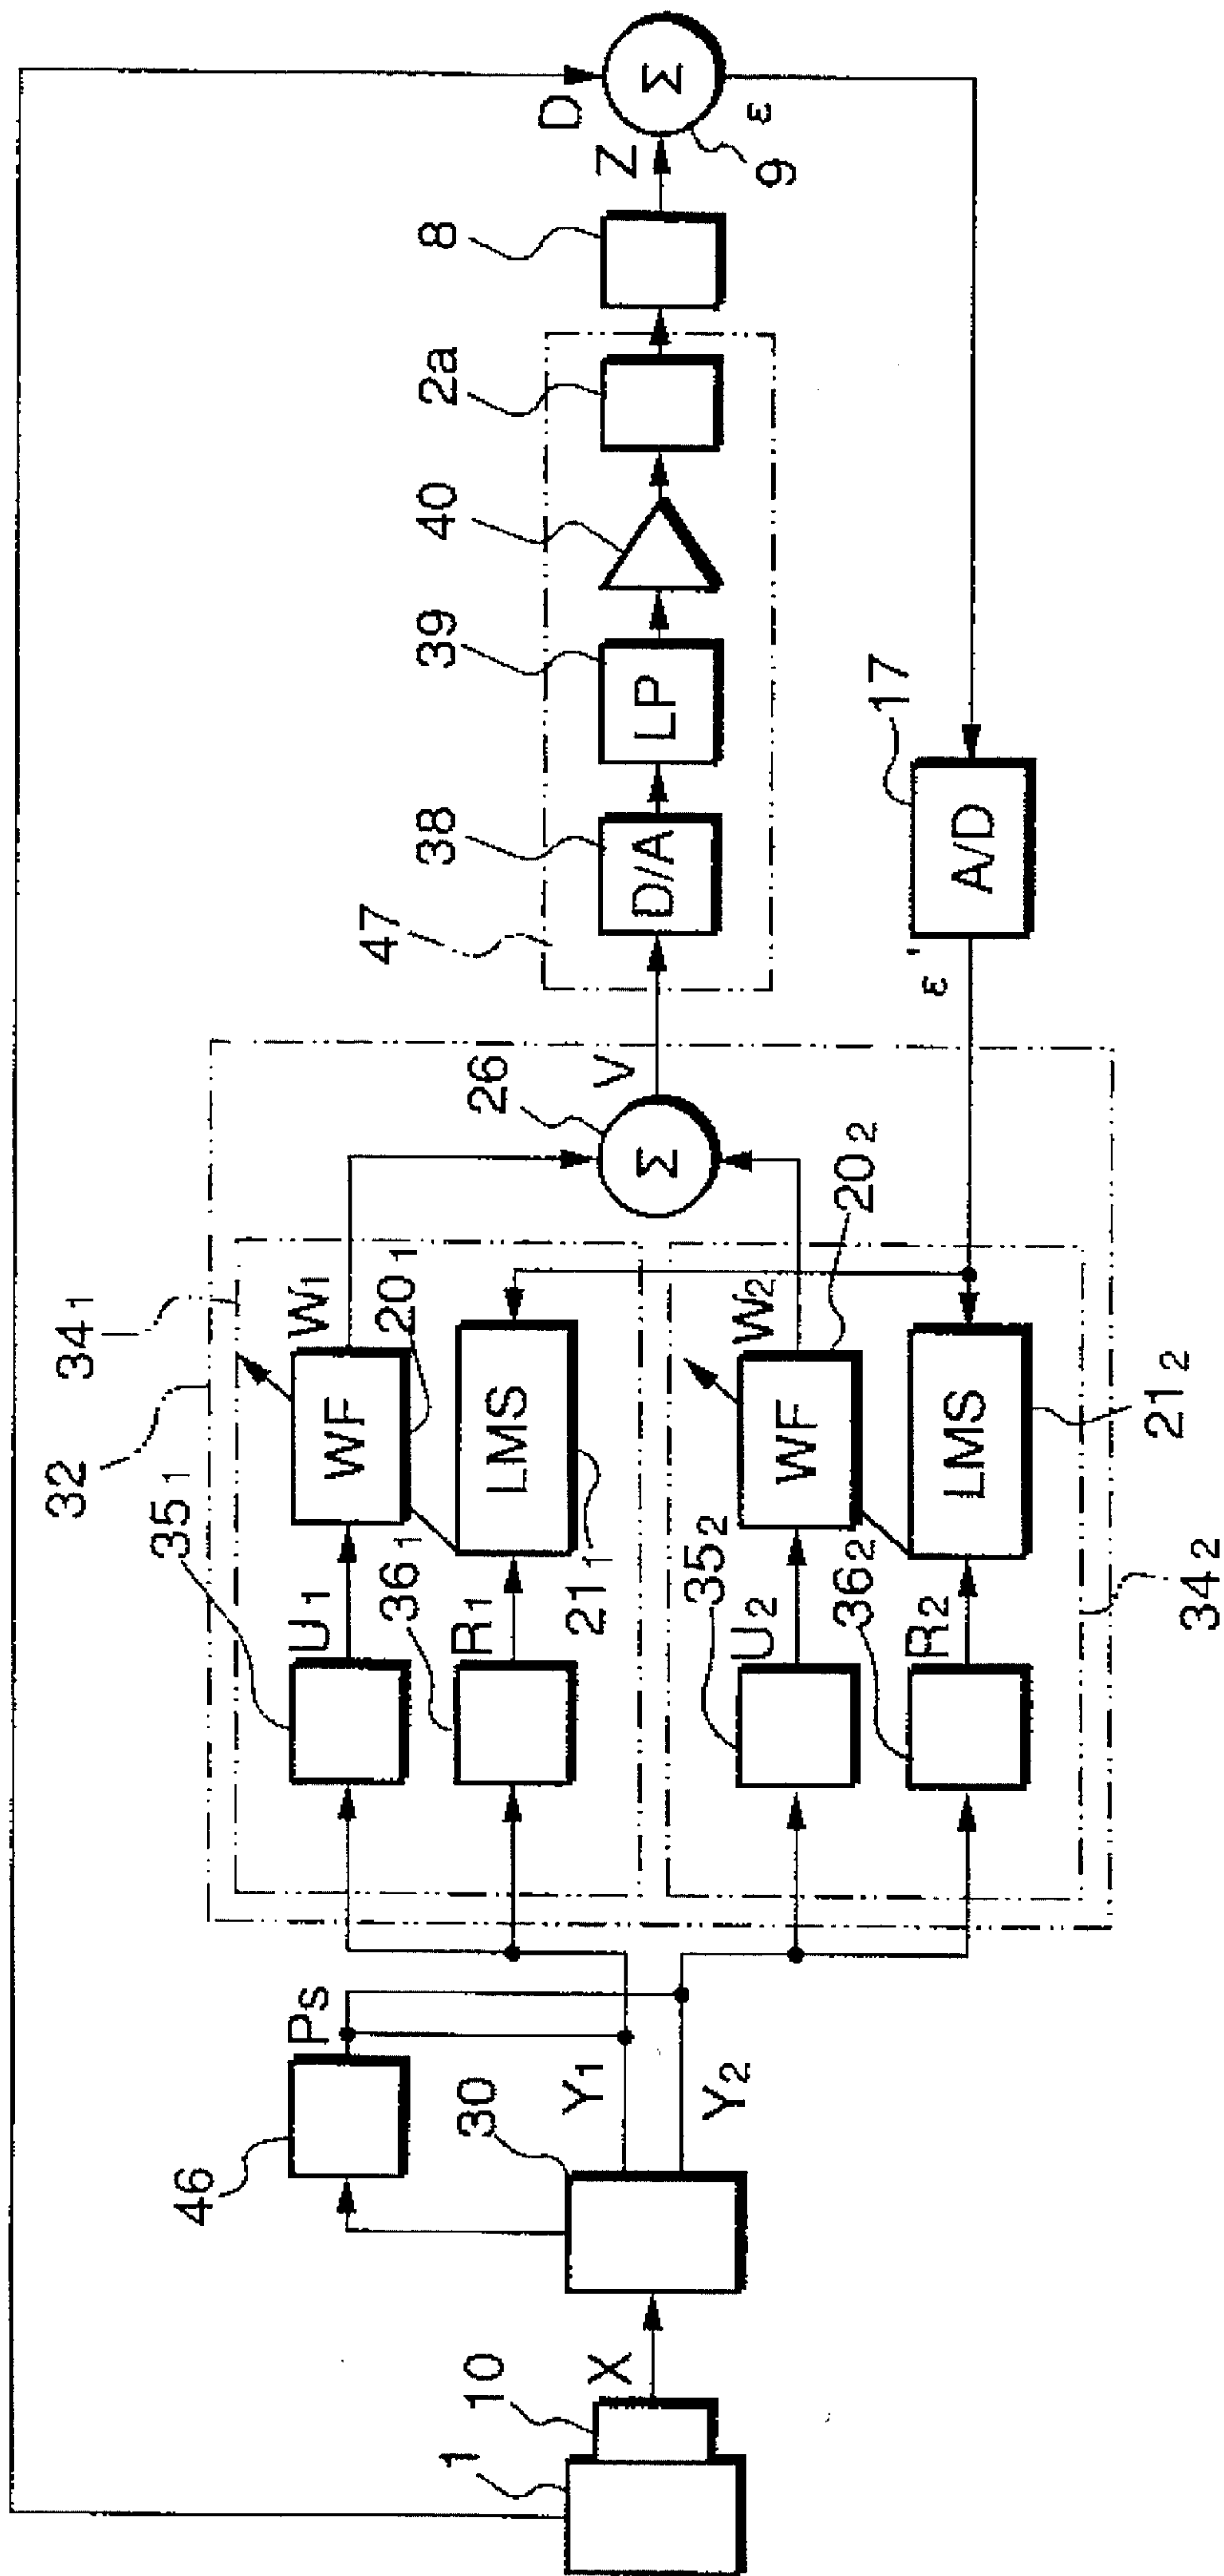 1
10
X
30
46
Ps
Y1
Y2
32
34 1
35 1
U1
WF
W1
20 1
36 1
R1
LMS
21 1
35 2
U2
WF
W2
20 2
36 2
R2
LMS
21 2
34 2
26
Σ
V
47
38
D/A
39
LP
40
2a
8
Z
D
Σ
9
ε
17
A/D
ε'